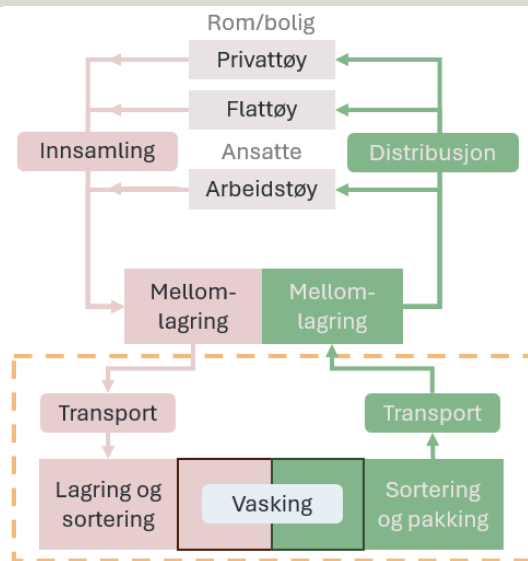 Rom/bolig
Privattøy
Flattøy
Innsamling
Ansatte
Distribusjon
Arbeidstøy
Mellom-
lagring
Mellom-
lagring
Transport
Transport
Lagring og
sortering
Vasking
Sortering
og pakking